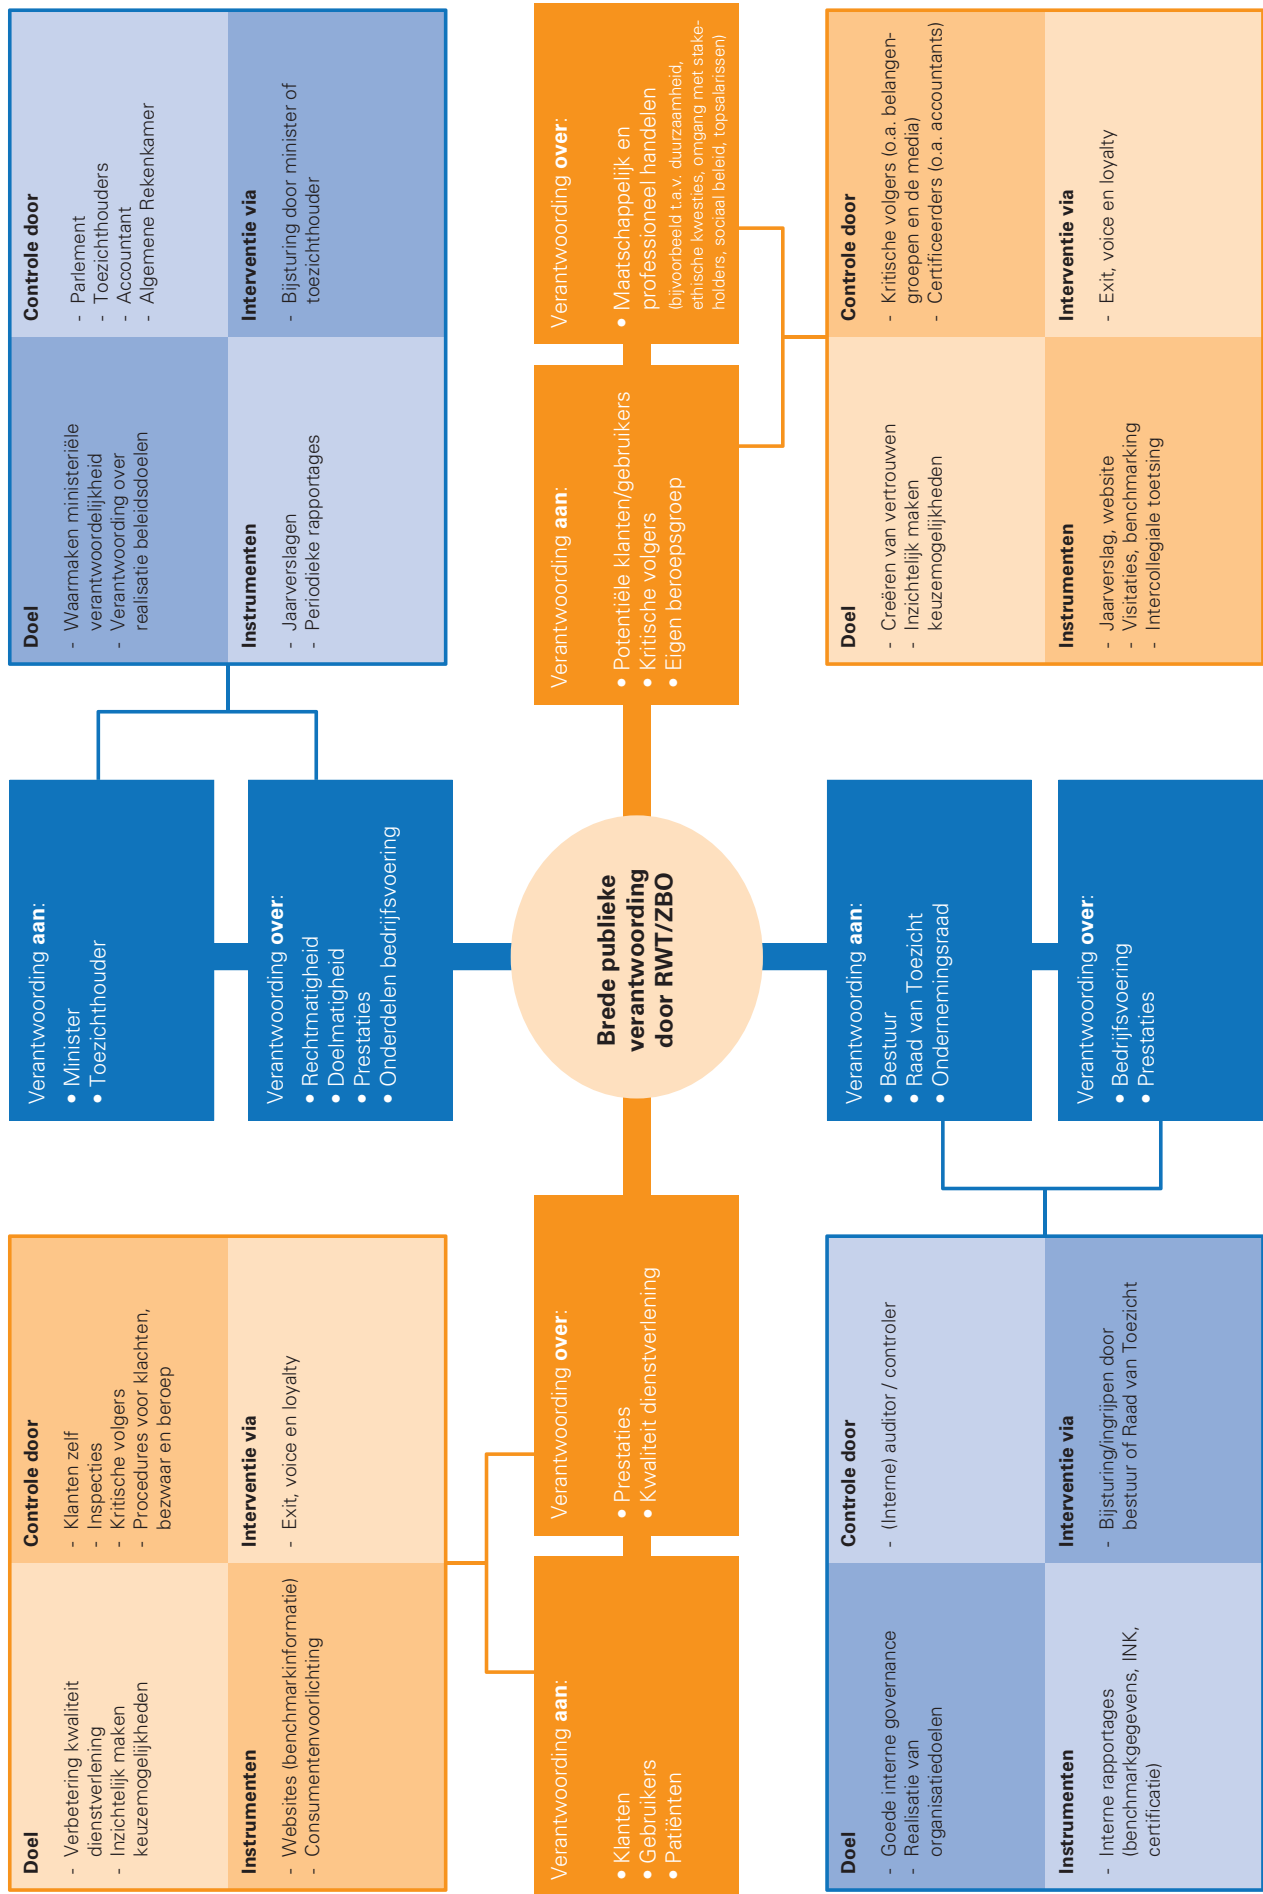 Doel
- Verbetering kwaliteit
dienstverlening
- Inzichtelijk maken
keuzemogelijkheden
Controle door
- Klanten zelf
- Inspecties
- Kritische volgers
- Procedures voor klachten,
bezwaar en beroep
Instrumenten
- Websites (benchmarkinformatie)
- Consumentenvoorlichting
Interventie via
- Exit, voice en loyalty
Verantwoording aan:
• Minister
• Toezichthouder
Verantwoording over:
• Rechtmatigheid
• Doelmatigheid
• Prestaties
• Onderdelen bedrijfsvoering
Doel
- Waarmaken ministeriële
verantwoordelijkheid
- Verantwoording over
realisatie beleidsdoelen
Controle door
- Parlement
- Toezichthouders
- Accountant
- Algemene Rekenkamer
Instrumenten
- Jaarverslagen
- Periodieke rapportages
Interventie via
- Bijsturing door minister of
toezichthouder
Verantwoording aan:
• Klanten
• Gebruikers
• Patiënten
Verantwoording over:
• Prestaties
• Kwaliteit dienstverlening
Brede publieke
verantwoording
door RWT/ZBO
Verantwoording aan:
• Potentiële klanten/gebruikers
• Kritische volgers
• Eigen beroepsgroep
Verantwoording over:
• Maatschappelijk en
professioneel handelen
(bijvoorbeeld t.a.v. duurzaamheid,
ethische kwesties, omgang met stake-
holders, sociaal beleid, topsalarissen)
Doel
- Goede interne governance
- Realisatie van
organisatiedoelen
Controle door
- (Interne) auditor / controler
Instrumenten
- Interne rapportages
(benchmarkgegevens, INK,
certificatie)
Interventie via
- Bijsturing/ingrijpen door
bestuur of Raad van Toezicht
Verantwoording aan:
• Bestuur
• Raad van Toezicht
• Ondernemingsraad
Verantwoording over:
• Bedrijfsvoering
• Prestaties
Doel
- Creëren van vertrouwen
- Inzichtelijk maken
keuzemogelijkheden
Controle door
- Kritische volgers (o.a. belangen-
groepen en de media)
- Certificeerders (o.a. accountants)
Instrumenten
- Jaarverslag, website
- Visitaties, benchmarking
- Intercollegiale toetsing
Interventie via
- Exit, voice en loyalty